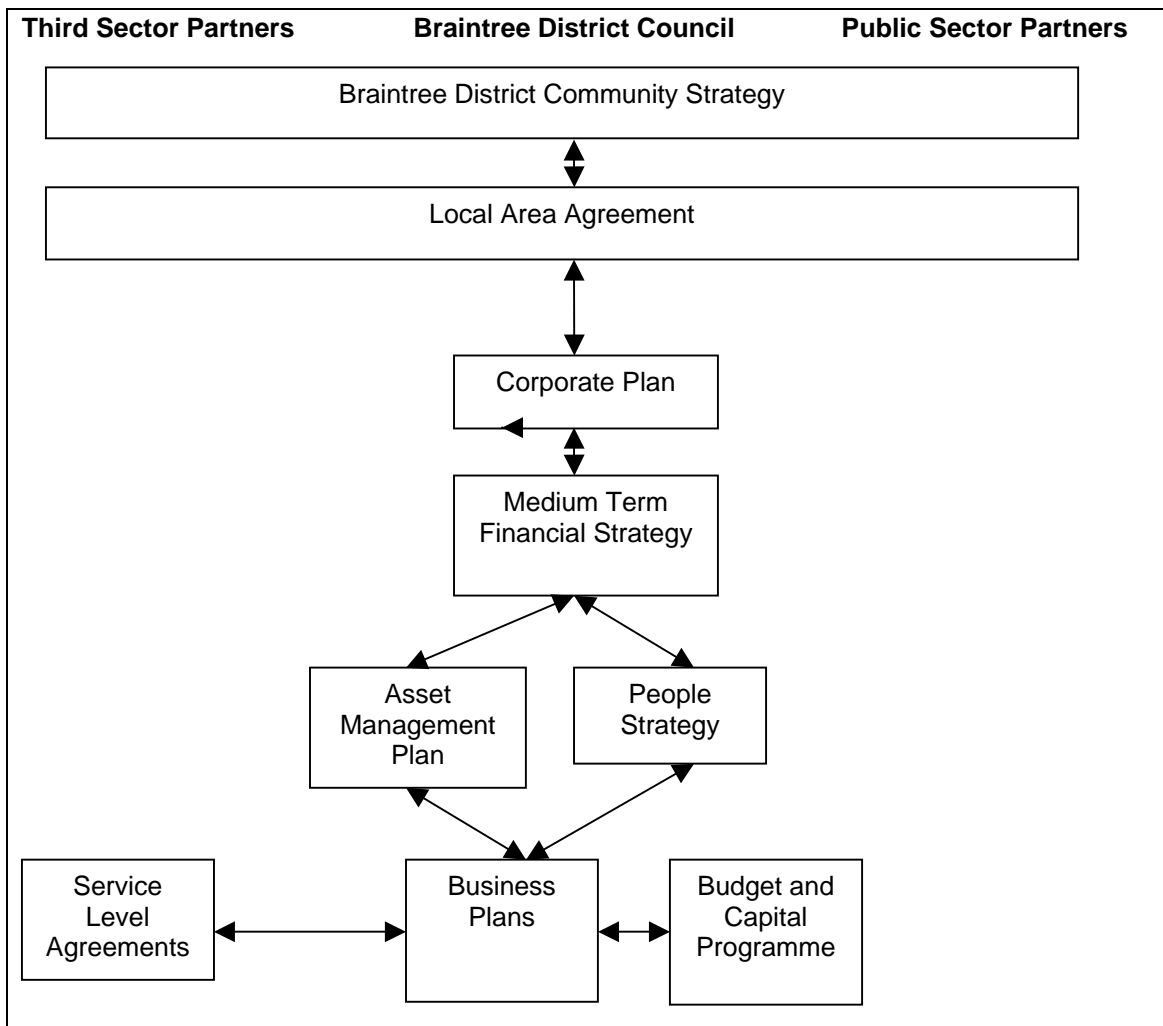 Third Sector Partners Braintree District Council Public Sector Partners
Braintree District Community Strategy
Local Area Agreement
Corporate Plan
Medium Term
Financial Strategy
Asset
Management
Plan
People
Strategy
Service
Level
Agreements
Business
Plans
Budget and
Capital
Programme